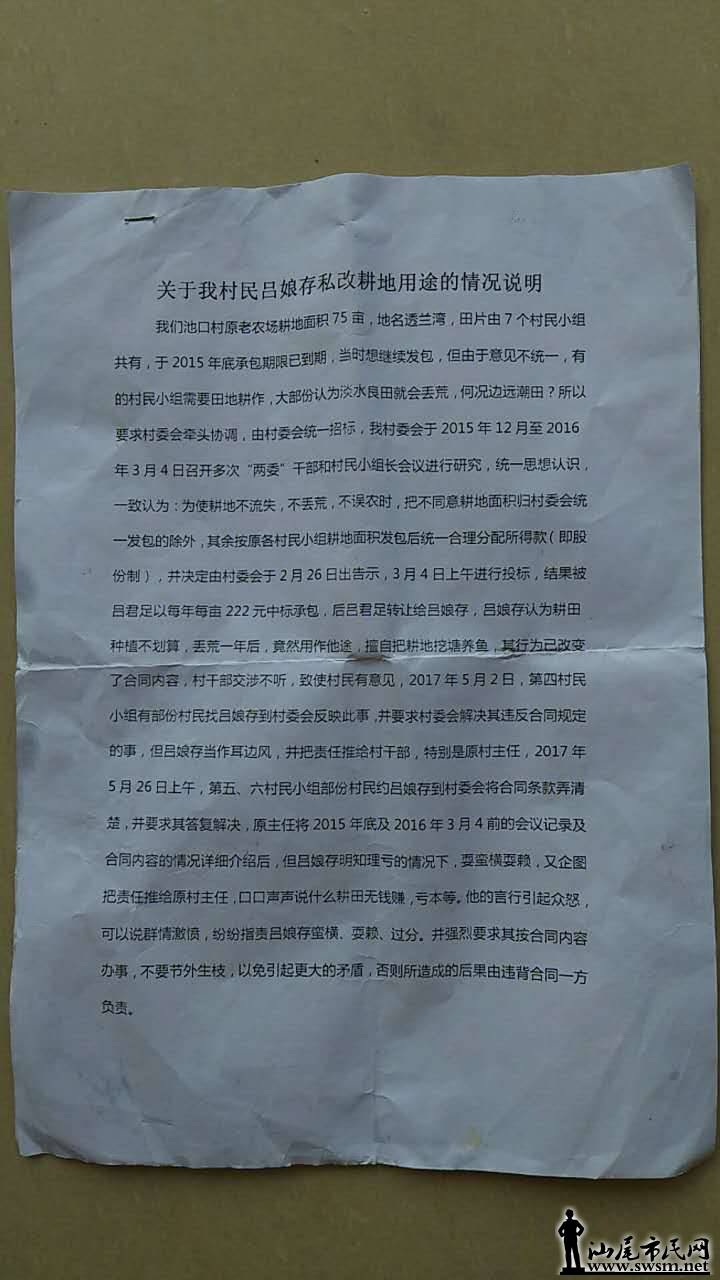 关于我村民吕娘存私改耕地用途的情况说明
我们池口村原老农场耕地面积75亩，地名透兰湾，田片由7个村民小组
共有，于2015年底承包期限已到期，当时想继续发包，但由于意见不统一，有
的村民小组需要田地耕作，大部份认为淡水良田就会丢荒，何况边远潮田？所以
要求村委会牵头协调，由村委会统一招标，我村委会于2015年12月至2016
年3月4日召开多次“两委”干部和村民小组长会议进行研究，统一思想认识，
一致认为：为使耕地不流失，不丢荒，不误农时，把不同意耕地面积归村委会统
一发包的除外，其余按原各村民小组耕地面积发包后统一合理分配所得款（即股
份制），并决定由村委会于2月26日出告示，3月4日上午进行投标，结果被
吕君足以每年每亩222元中标承包，后吕君足转让给吕娘存，吕娘存认为耕田
种植不划算，丢荒一年后，竟然用作他途，擅自把耕地挖塘养鱼，其行为已改变
了合同内容，村干部交涉不听，致使村民有意见，2017年5月2日，第四村民
小组有部份村民找吕娘存到村委会反映此事，并要求村委会解决其违反合同规定
的事，但吕娘存当作耳边风，并把责任推给村干部，特别是原村主任，2017年
5月26日上午，第五、六村民小组部份村民约吕娘存到村委会将合同条款弄清
楚，并要求其答复解决，原主任将2015年底及2016年3月4前的会议记录及
合同内容的情况详细介绍后，但吕娘存明知理亏的情况下，耍蛮横耍赖，又企图
把责任推给原村主任，口口声声说什么耕田无钱赚，亏本等。他的言行引起众怒，
可以说群情激愤，纷纷指责吕娘存蛮横、耍赖、过分。并强烈要求其按合同内容
办事，不要节外生枝，以免引起更大的矛盾，否则所造成的后果由违背合同一方
负责。
汕尾市民网
www.swsm.net